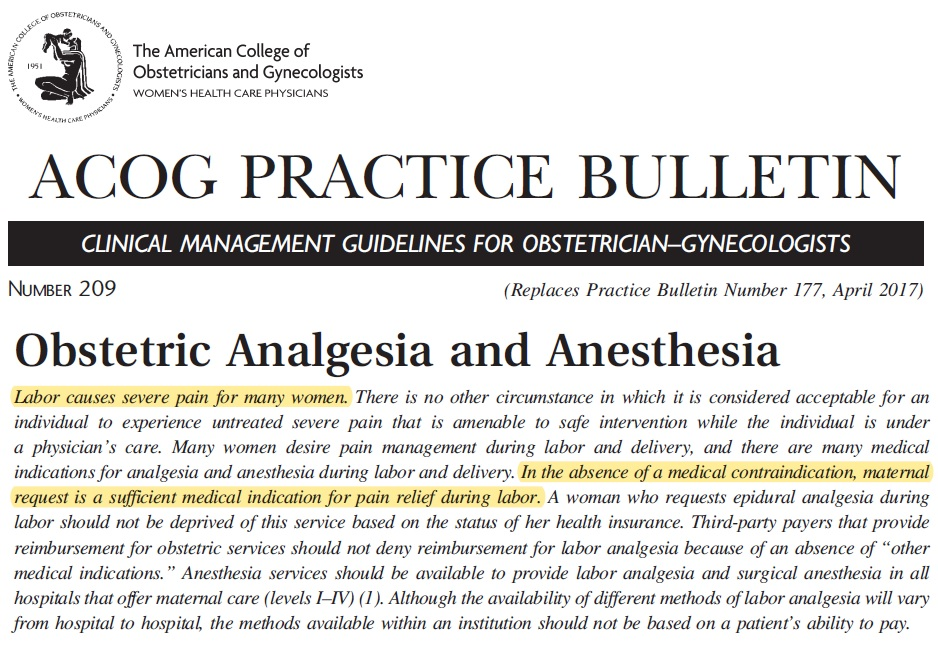 THE AMERICAN COLLEGE OF OBSTETRICIANS AND GYNECOLOGISTS
1951
WOMEN'S HEALTH CARE PHYSICIANS
The American College of
Obstetricians and Gynecologists
WOMEN'S HEALTH CARE PHYSICIANS
ACOG PRACTICE BULLETIN
CLINICAL MANAGEMENT GUIDELINES FOR OBSTETRICIAN–GYNECOLOGISTS
NUMBER 209
(Replaces Practice Bulletin Number 177, April 2017)
Obstetric Analgesia and Anesthesia
Labor causes severe pain for many women. There is no other circumstance in which it is considered acceptable for an
individual to experience untreated severe pain that is amenable to safe intervention while the individual is under
a physician's care. Many women desire pain management during labor and delivery, and there are many medical
indications for analgesia and anesthesia during labor and delivery. In the absence of a medical contraindication, maternal
request is a sufficient medical indication for pain relief during labor. A woman who requests epidural analgesia during
labor should not be deprived of this service based on the status of her health insurance. Third-party payers that provide
reimbursement for obstetric services should not deny reimbursement for labor analgesia because of an absence of “other
medical indications.” Anesthesia services should be available to provide labor analgesia and surgical anesthesia in all
hospitals that offer maternal care (levels I–IV) (1). Although the availability of different methods of labor analgesia will vary
from hospital to hospital, the methods available within an institution should not be based on a patient's ability to pay.